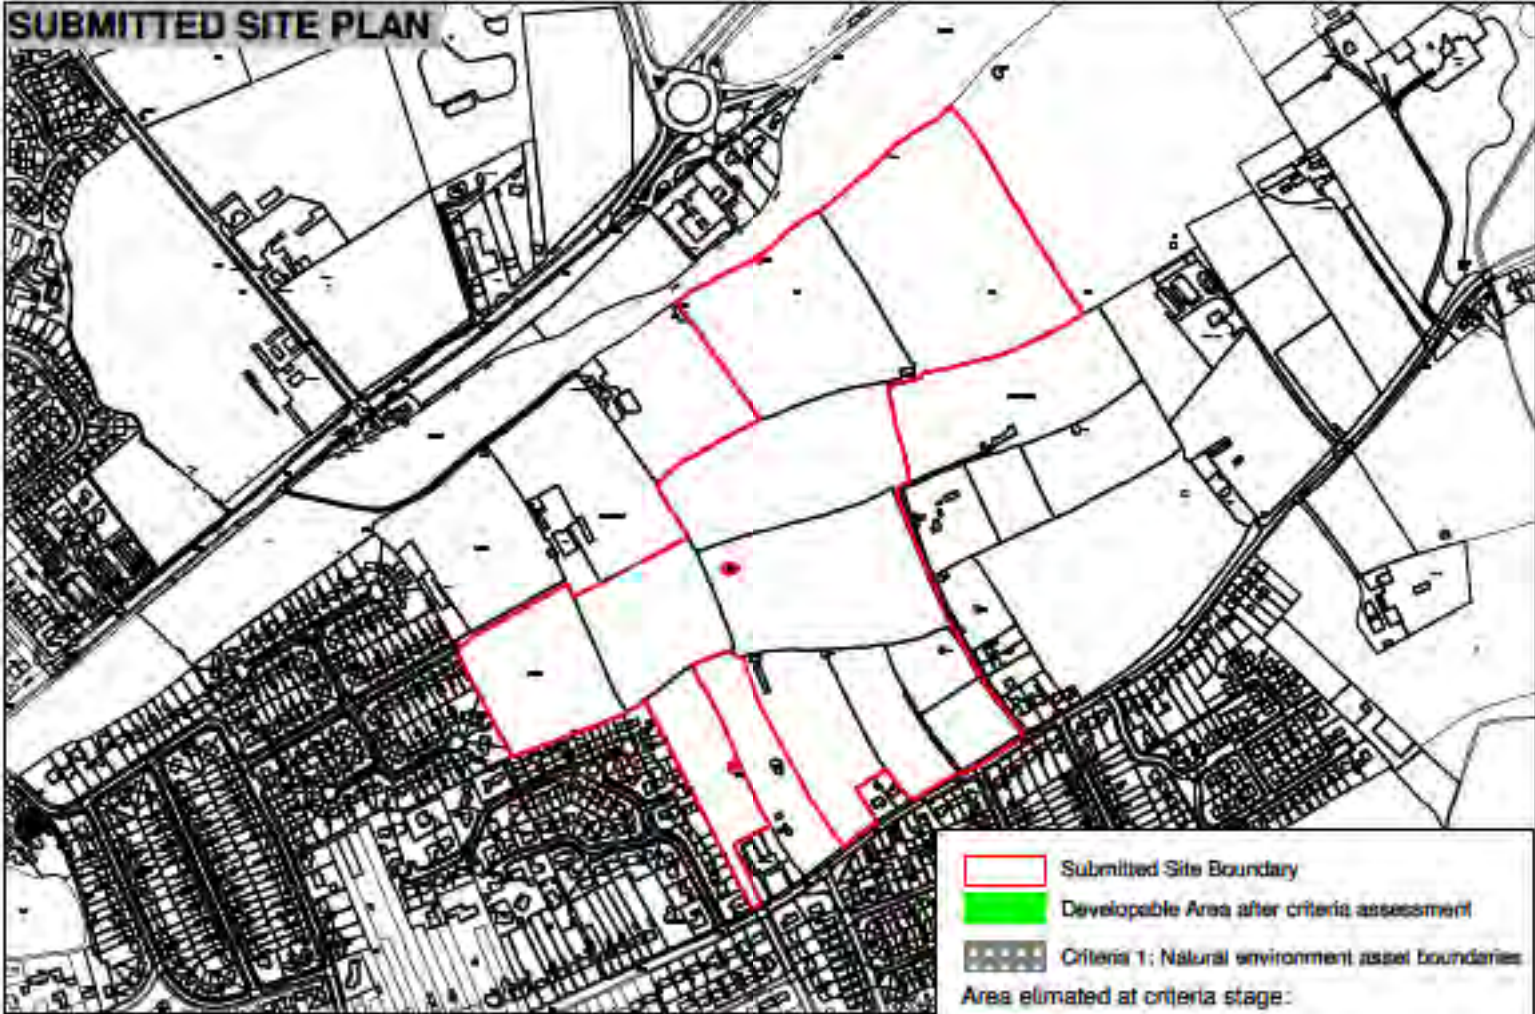 SUBMITTED SITE PLAN
Submitted Site Boundary
Developable Area after criteria assessment
Criteria 1: Natural environment asset boundaries
Area elimated at criteria stage: